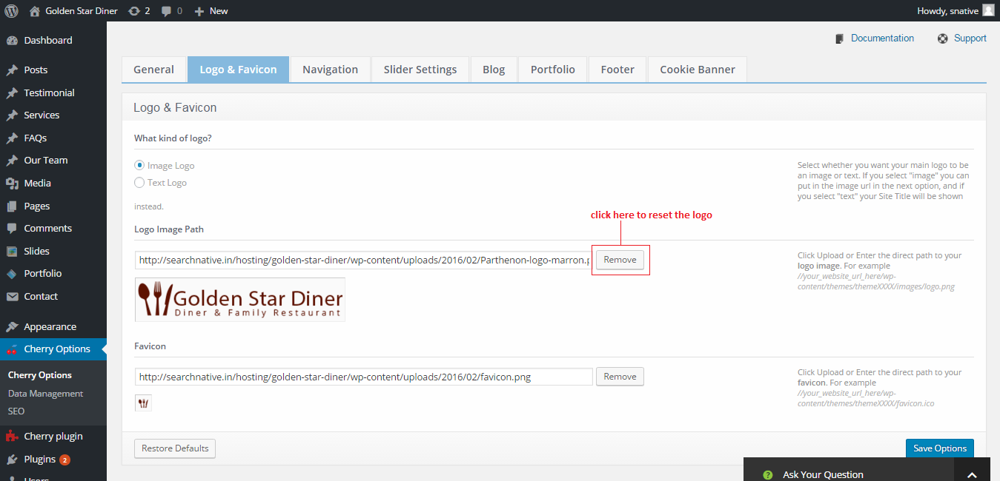 Golden Star Diner 2 0 New
Howdy, snative
Documentation Support
Dashboard
Posts
Testimonial
Services
FAQs
Our Team
Media
Pages
Comments
Slides
Portfolio
Contact
Appearance
Cherry Options
Cherry Options
Data Management
SEO
Cherry plugin
Plugins 2
Users
General Logo & Favicon Navigation Slider Settings Blog Portfolio Footer Cookie Banner
Logo & Favicon
What kind of logo?
Image Logo
Text Logo
instead.
Select whether you want your main logo to be
an image or text. If you select "image" you can
put in the image url in the next option, and if
you select "text" your Site Title will be shown
click here to reset the logo
Logo Image Path
http://searchnative.in/hosting/golden-star-diner/wp-content/uploads/2016/02/Parthenon-logo-marron.p
Remove
Click Upload or Enter the direct path to your
logo image. For example
//your_website_url_here/wp-
content/themes/themeXXXX/images/logo.png
Golden Star Diner
Diner & Family Restaurant
Favicon
http://searchnative.in/hosting/golden-star-diner/wp-content/uploads/2016/02/favicon.png
Remove
Click Upload or Enter the direct path to your
favicon. For example
//your_website_url_here/wp-
content/themes/themeXXXX/favicon.ico
Restore Defaults
Save Options
? Ask Your Question